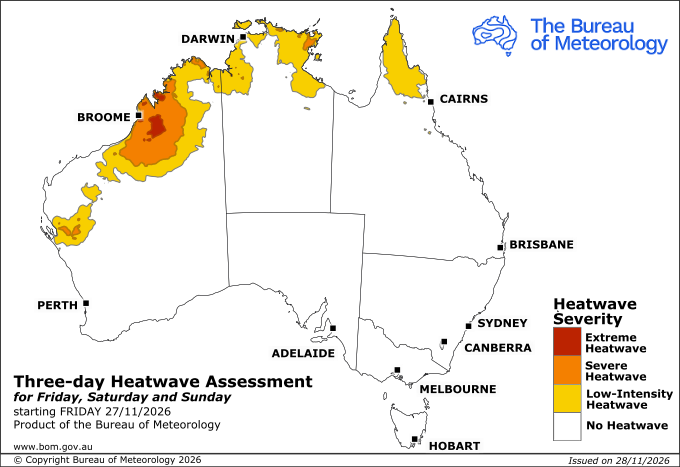 The Bureau
of Meteorology
DARWIN
CAIRNS
BROOME
BRISBANE
PERTH
ADELAIDE
SYDNEY
CANBERRA
MELBOURNE
HOBART
Heatwave
Severity
Extreme
Heatwave
Severe
Heatwave
Low-Intensity
Heatwave
No Heatwave
Three-day Heatwave Assessment
for Friday, Saturday and Sunday
starting FRIDAY 27/11/2026
Product of the Bureau of Meteorology
www.bom.gov.au
© Copyright Bureau of Meteorology 2026
Issued on 28/11/2026